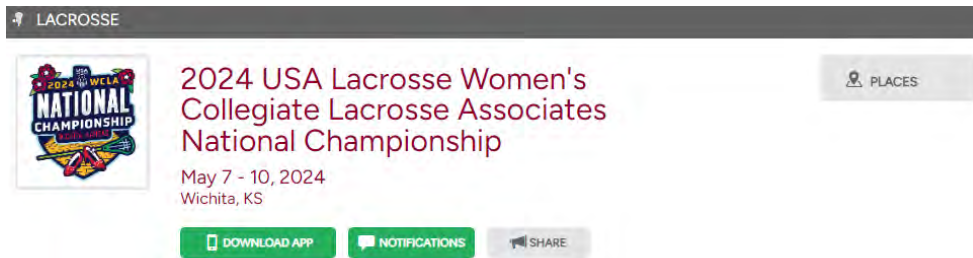 LACROSSE
2024 WCLA
NATIONAL
CHAMPIONSHIP
2024 USA Lacrosse Women's
Collegiate Lacrosse Associates
National Championship
May 7 - 10, 2024
Wichita, KS
PLACES
DOWNLOAD APP
NOTIFICATIONS
SHARE